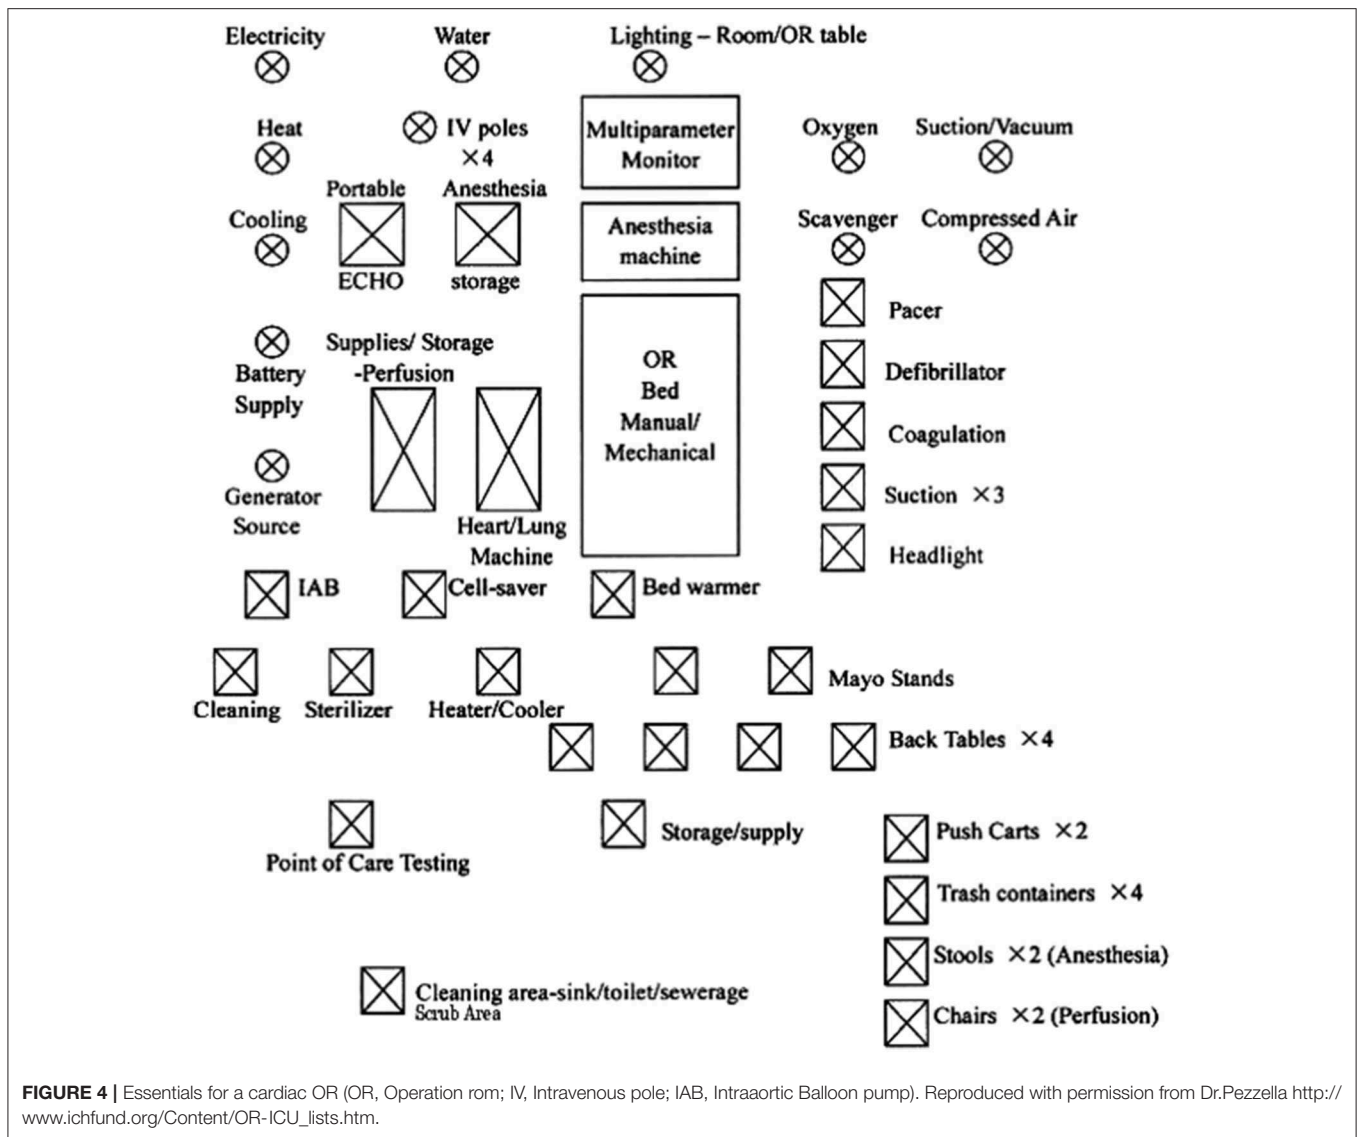 Electricity
Water
Lighting – Room/OR table
Heat
IV poles
×4
Multiparameter
Monitor
Oxygen
Suction/Vacuum
Portable
ECHO
Anesthesia
storage
Cooling
Anesthesia
machine
Scavenger
Compressed Air
Pacer
Battery
Supply
Supplies/ Storage
-Perfusion
OR
Bed
Manual/
Mechanical
Defibrillator
Coagulation
Generator
Source
Heart/Lung
Machine
Suction ×3
Headlight
IAB
Cell-saver
Bed warmer
Cleaning
Sterilizer
Heater/Cooler
Mayo Stands
Back Tables ×4
Point of Care Testing
Storage/supply
Push Carts ×2
Trash containers ×4
Stools ×2 (Anesthesia)
Chairs ×2 (Perfusion)
Cleaning area-sink/toilet/sewerage
Scrub Area
FIGURE 4 | Essentials for a cardiac OR (OR, Operation rom; IV, Intravenous pole; IAB, Intraaortic Balloon pump). Reproduced with permission from Dr.Pezzella http://
www.ichfund.org/Content/OR-ICU_lists.htm.